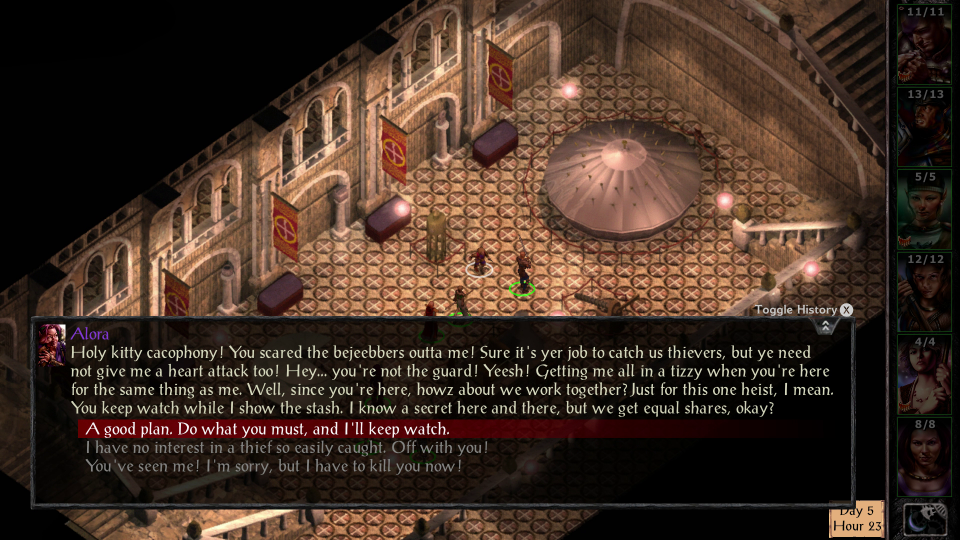 11/11
13/13
5/5
12/12
4/4
8/8
Toggle History X
Alora
Holy kitty cacophony! You scared the bejeebbers outta me! Sure it's yer job to catch us thievers, but ye need
not give me a heart attack too! Hey... you're not the guard! Yeesh! Getting me all in a tizzy when you're here
for the same thing as me. Well, since you're here, howz about we work together? Just for this one heist, I mean.
You keep watch while I show the stash. I know a secret here and there, but we get equal shares, okay?
A good plan. Do what you must, and I'll keep watch.
I have no interest in a thief so easily caught. Off with you!
You've seen me! I'm sorry, but I have to kill you now!
Day 5
Hour 23